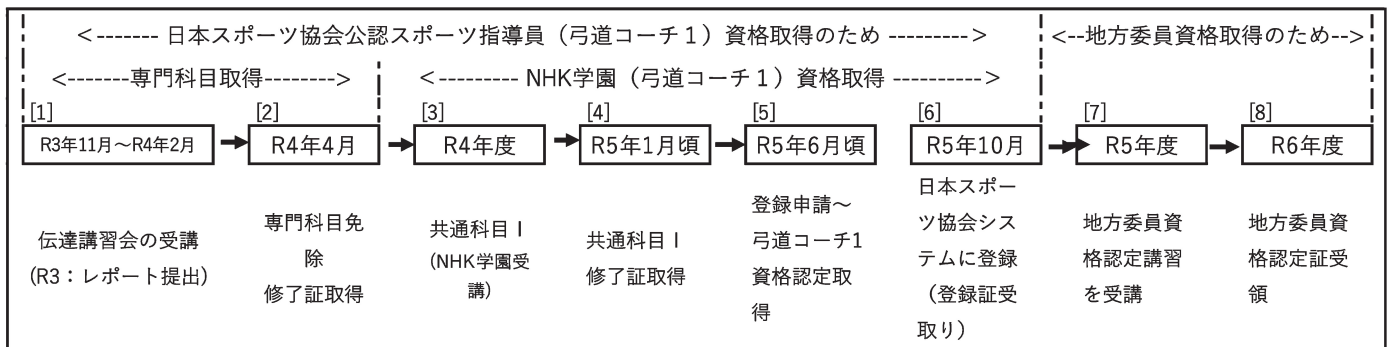 <------- 日本スポーツ協会公認スポーツ指導員（弓道コーチ１）資格取得のため --------->
<--地方委員資格取得のため-->
<-------専門科目取得-------->
<--------- NHK学園（弓道コーチ１）資格取得 ---------->
[1]
R3年11月～R4年2月
伝達講習会の受講
(R3：レポート提出)
[2]
R4年4月
専門科目免
除
修了証取得
[3]
R4年度
共通科目Ⅰ
(NHK学園受
講)
[4]
R5年1月頃
共通科目Ⅰ
修了証取得
[5]
R5年6月頃
登録申請～
弓道コーチ1
資格認定取
得
[6]
R5年10月
日本スポー
ツ協会シス
テムに登録
（登録証受
取り）
[7]
R5年度
地方委員資
格認定講習
を受講
[8]
R6年度
地方委員資
格認定証受
領